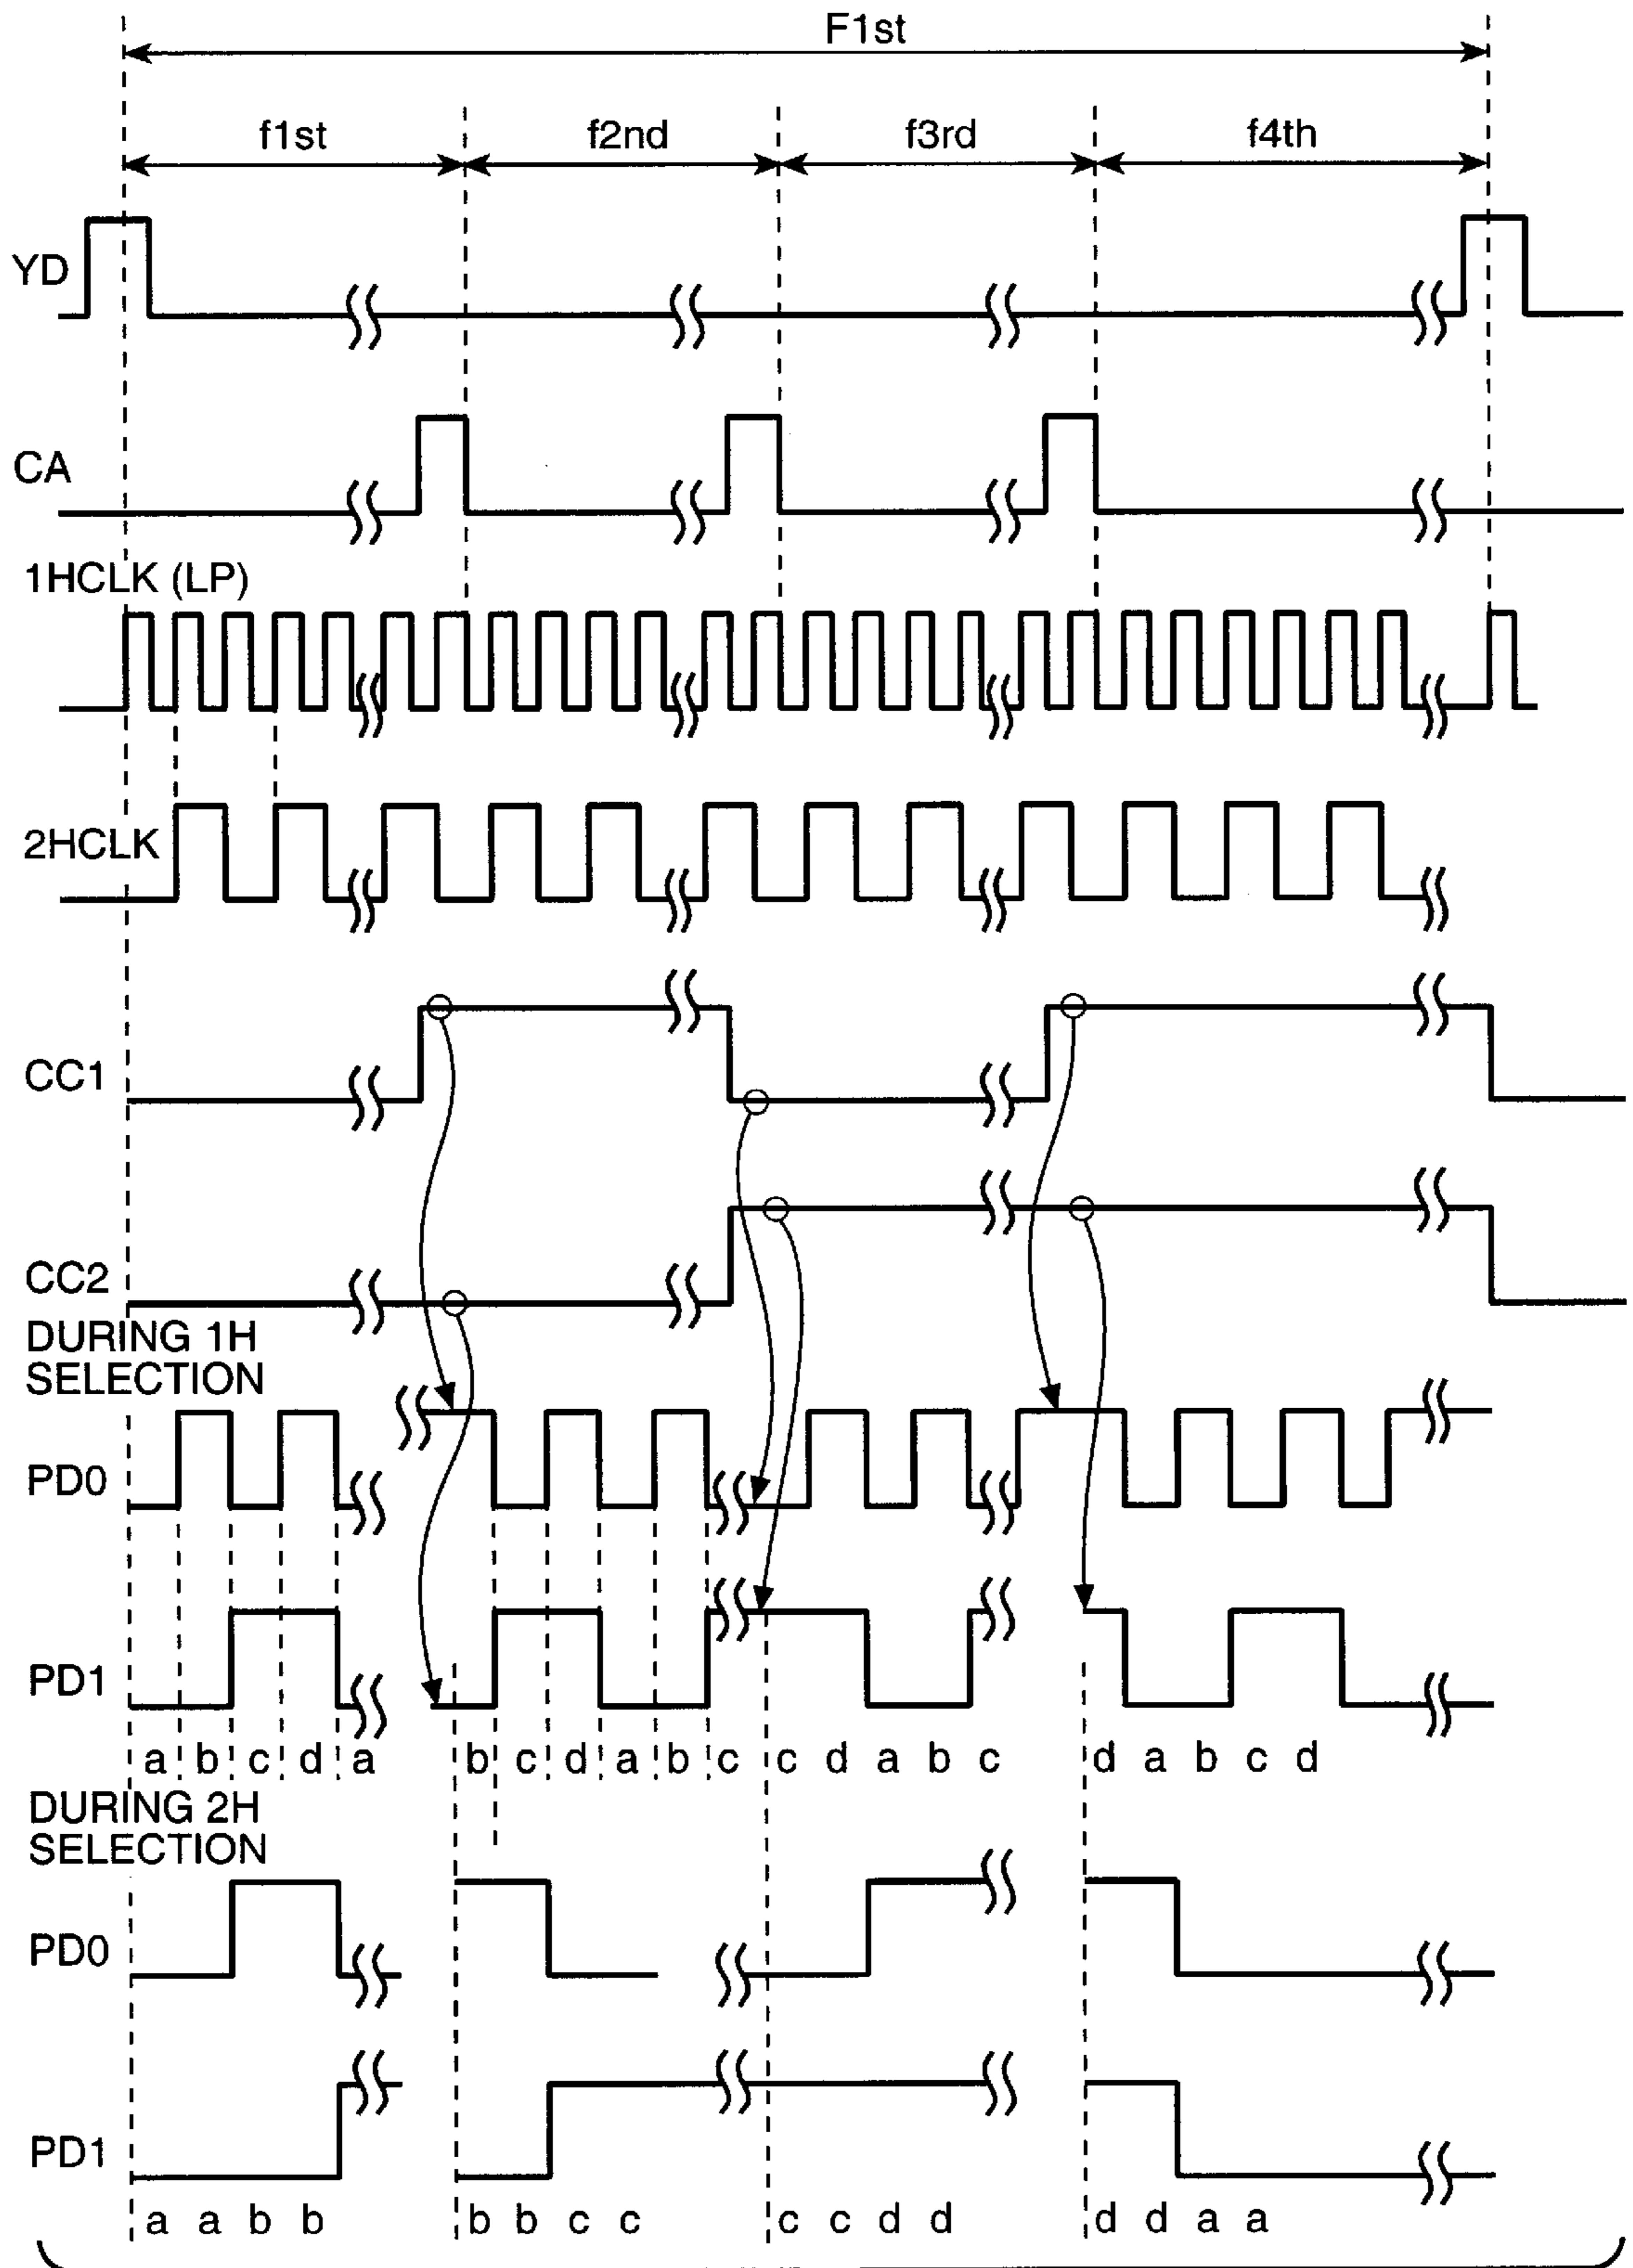 F1st
f1st f2nd f3rd f4th
YD
CA
1HCLK (LP)
2HCLK
CC1
CC2
DURING 1H
SELECTION
PD0
PD1
a b c d a b c d a b c c d a b c d a b c d
DURING 2H
SELECTION
PD0
PD1
a a b b b b c c c c d d d d a a